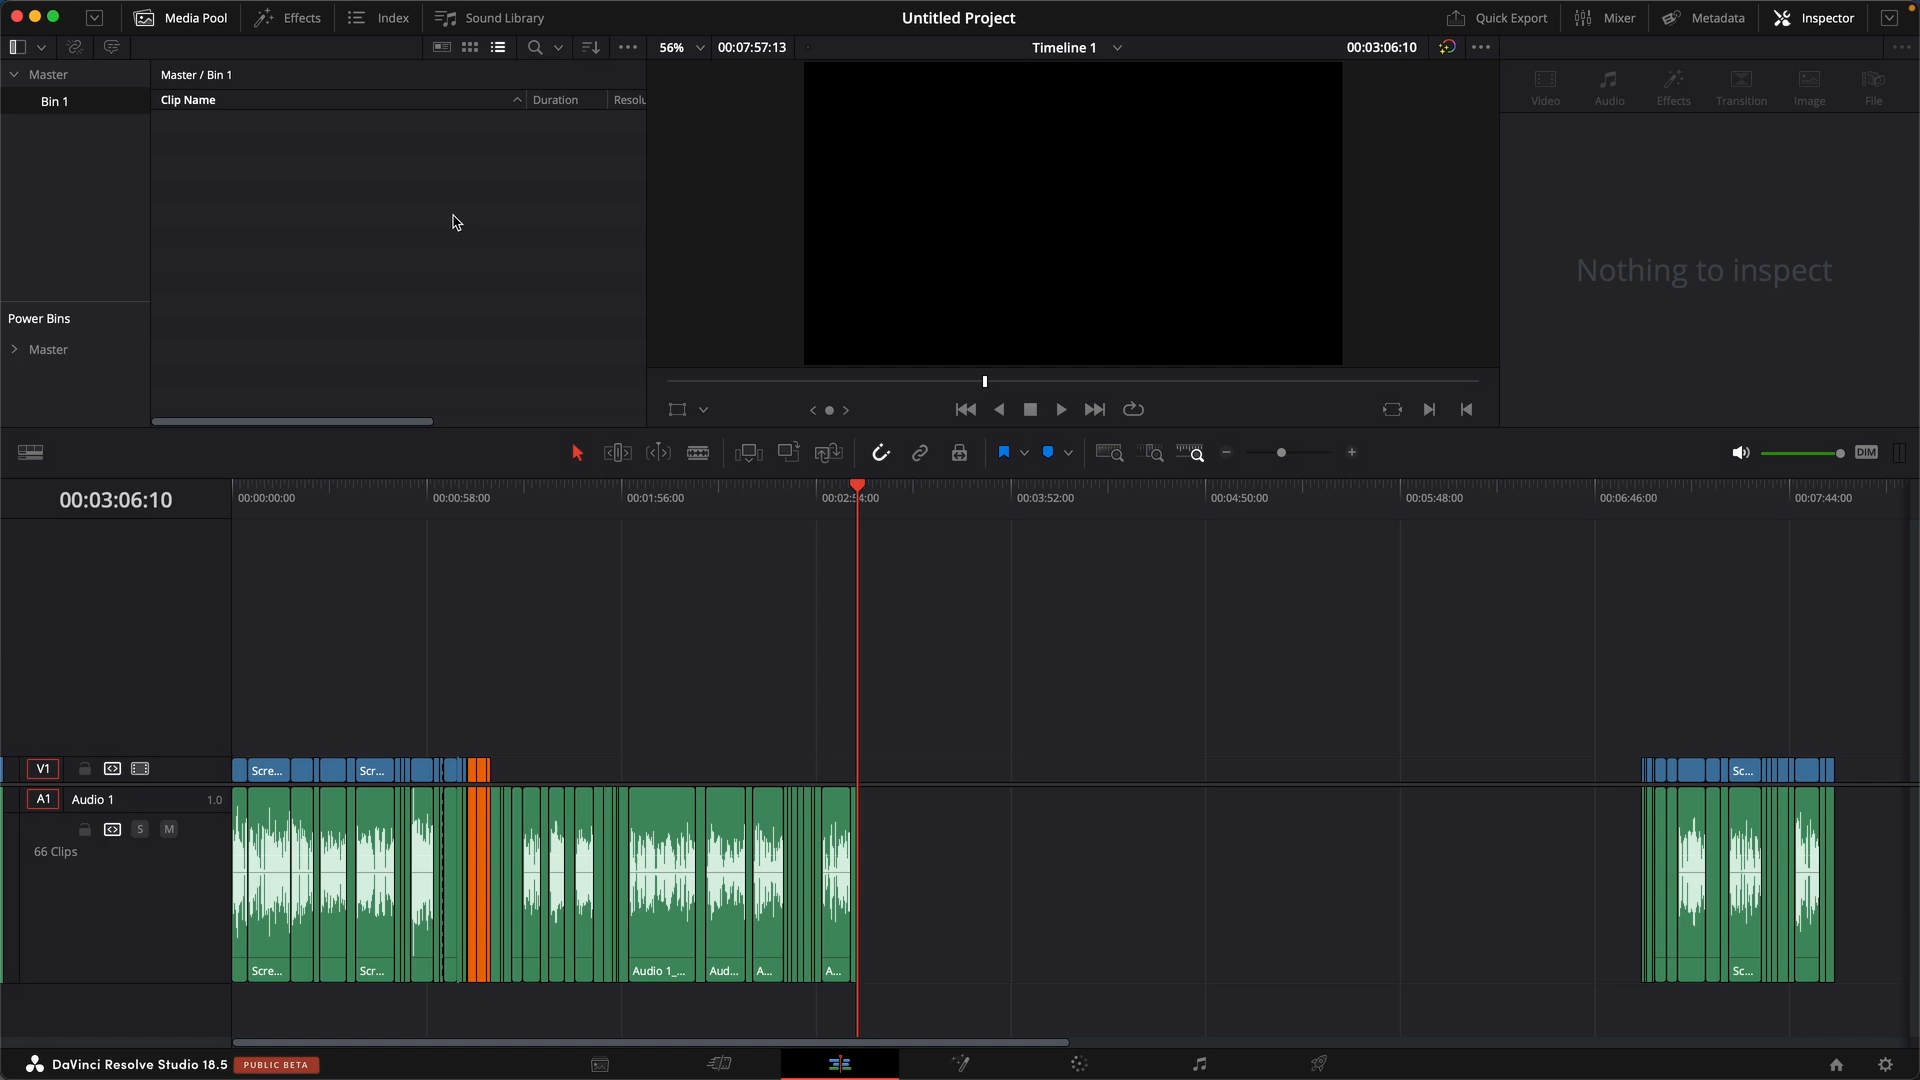 Media Pool
Effects
Index
Sound Library
Untitled Project
Quick Export
Mixer
Metadata
Inspector
56%
00:07:57:13
Timeline 1
00:03:06:10
Master
Bin 1
Master / Bin 1
Clip Name
Duration
Resolu
Video
Audio
Effects
Transition
Image
File
Nothing to inspect
Power Bins
Master
DIM
00:03:06:10
00:00:00:00
00:00:58:00
00:01:56:00
00:02:54:00
00:03:52:00
00:04:50:00
00:05:48:00
00:06:46:00
00:07:44:00
V1
Scre...
Scr...
Sc...
A1
Audio 1
1.0
S
M
66 Clips
Scre...
Scr...
Audio 1_...
Aud...
A...
A...
Sc...
DaVinci Resolve Studio 18.5
PUBLIC BETA